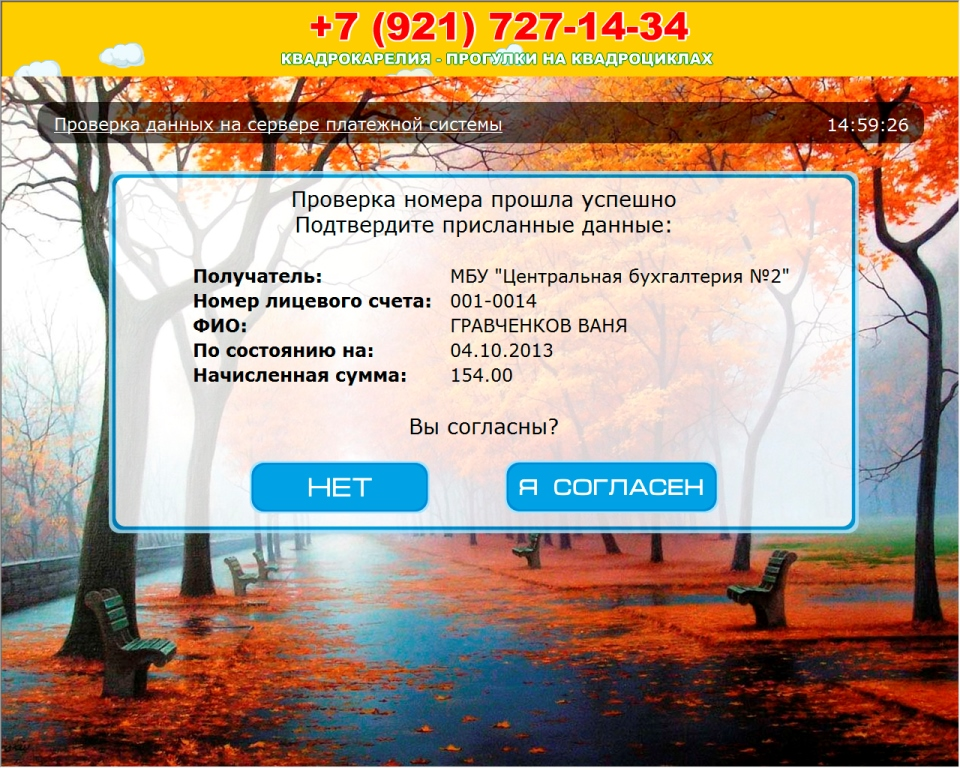 +7 (921) 727-14-34
КВАДРОКАРЕЛИЯ - ПРОГУЛКИ НА КВАДРОЦИКЛАХ
Проверка данных на сервере платежной системы 14:59:26
Проверка номера прошла успешно
Подтвердите присланные данные:
Получатель: МБУ "Центральная бухгалтерия №2"
Номер лицевого счета: 001-0014
ФИО: ГРАВЧЕНКОВ ВАНЯ
По состоянию на: 04.10.2013
Начисленная сумма: 154.00
Вы согласны?
НЕТ Я СОГЛАСЕН